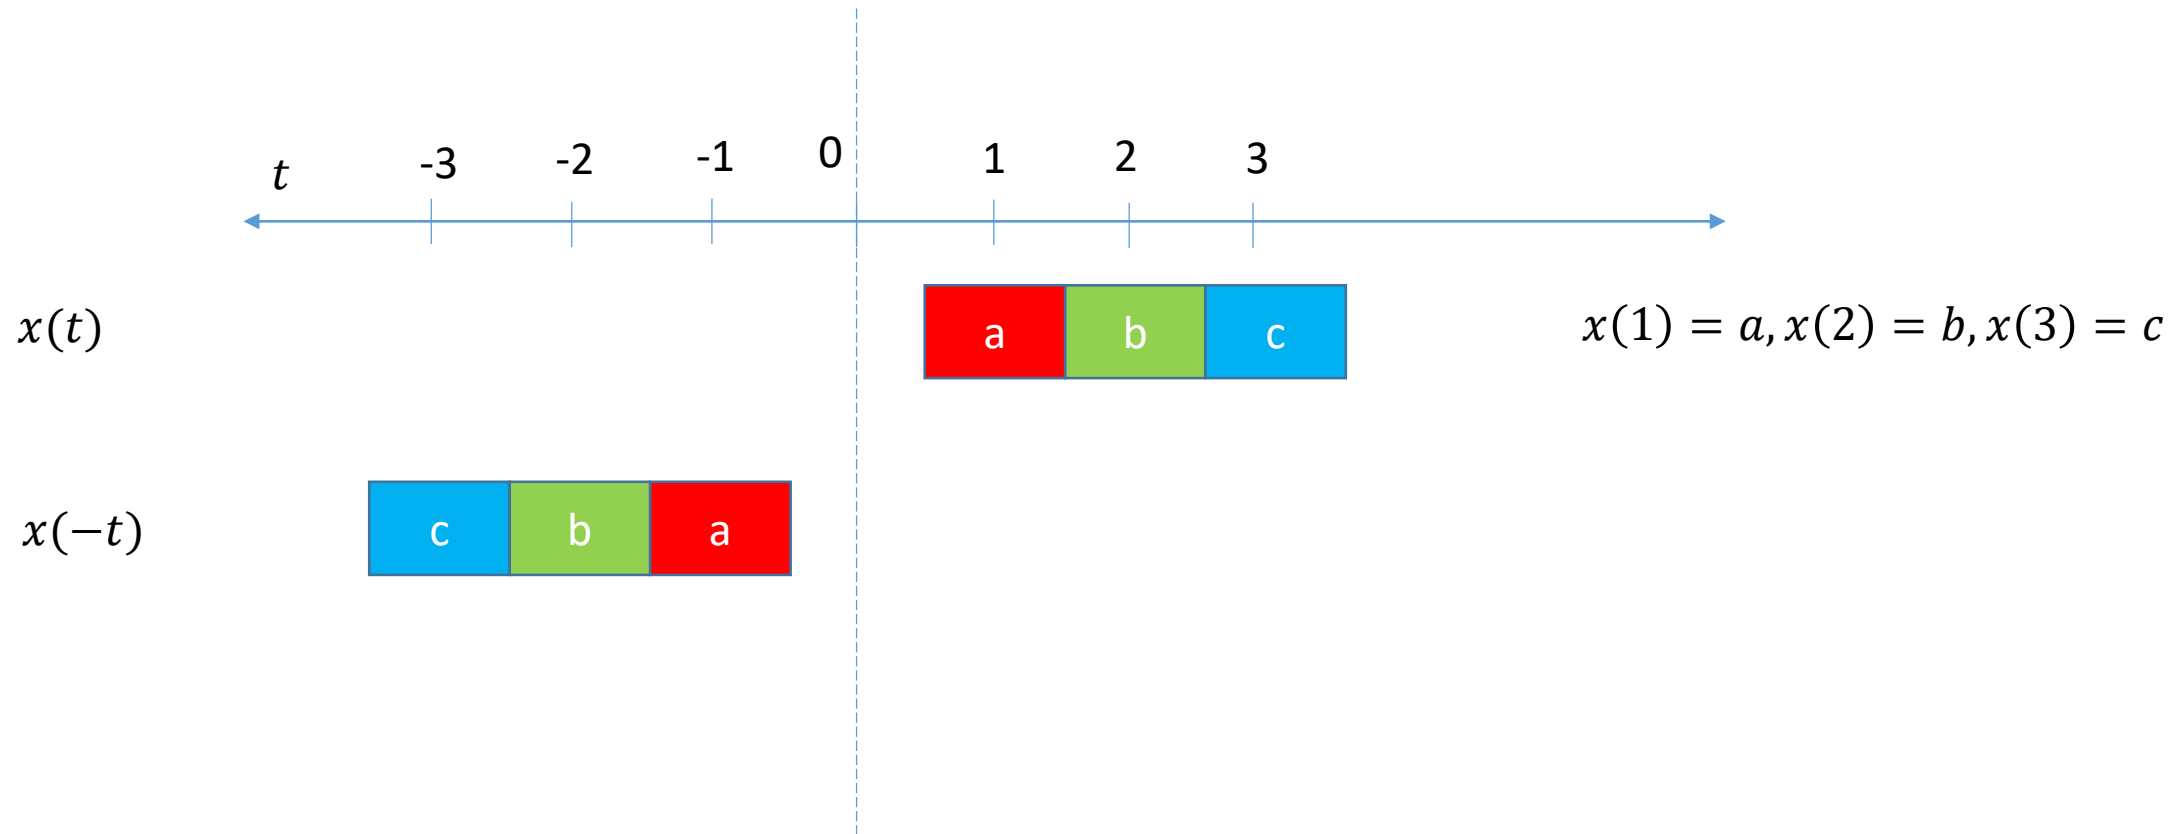 t -3 -2 -1 0 1 2 3
x(t) a b c x(1) = a, x(2) = b, x(3) = c
x(−t) c b a